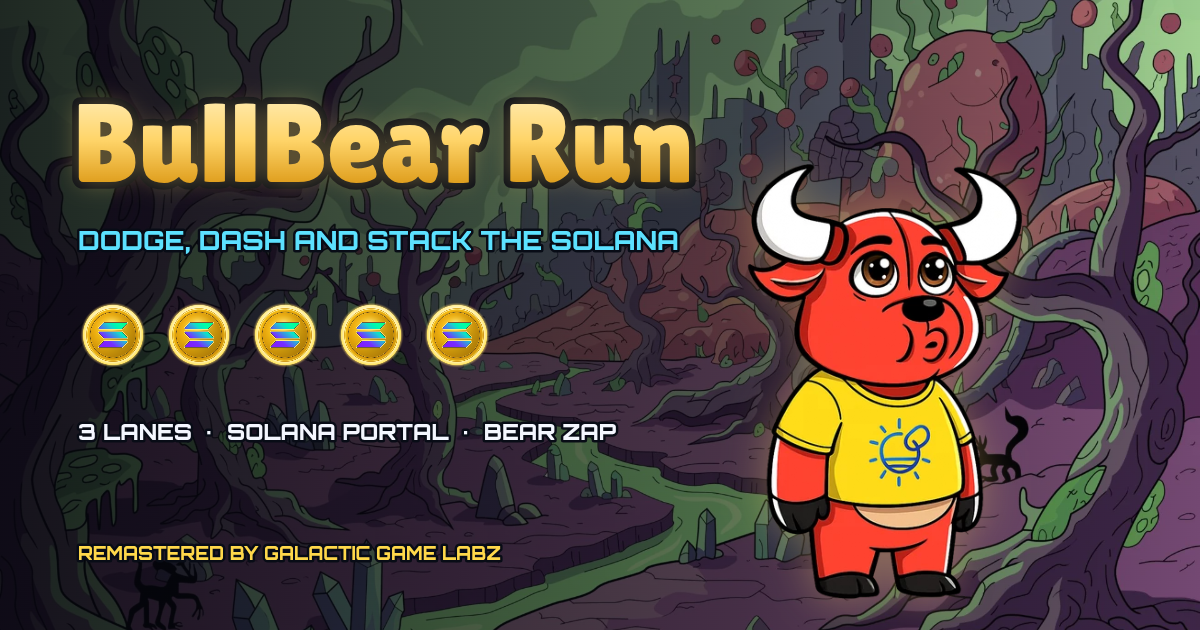 BullBear Run
DODGE, DASH AND STACK THE SOLANA
3 LANES · SOLANA PORTAL · BEAR ZAP
REMASTERED BY GALACTIC GAME LABZ